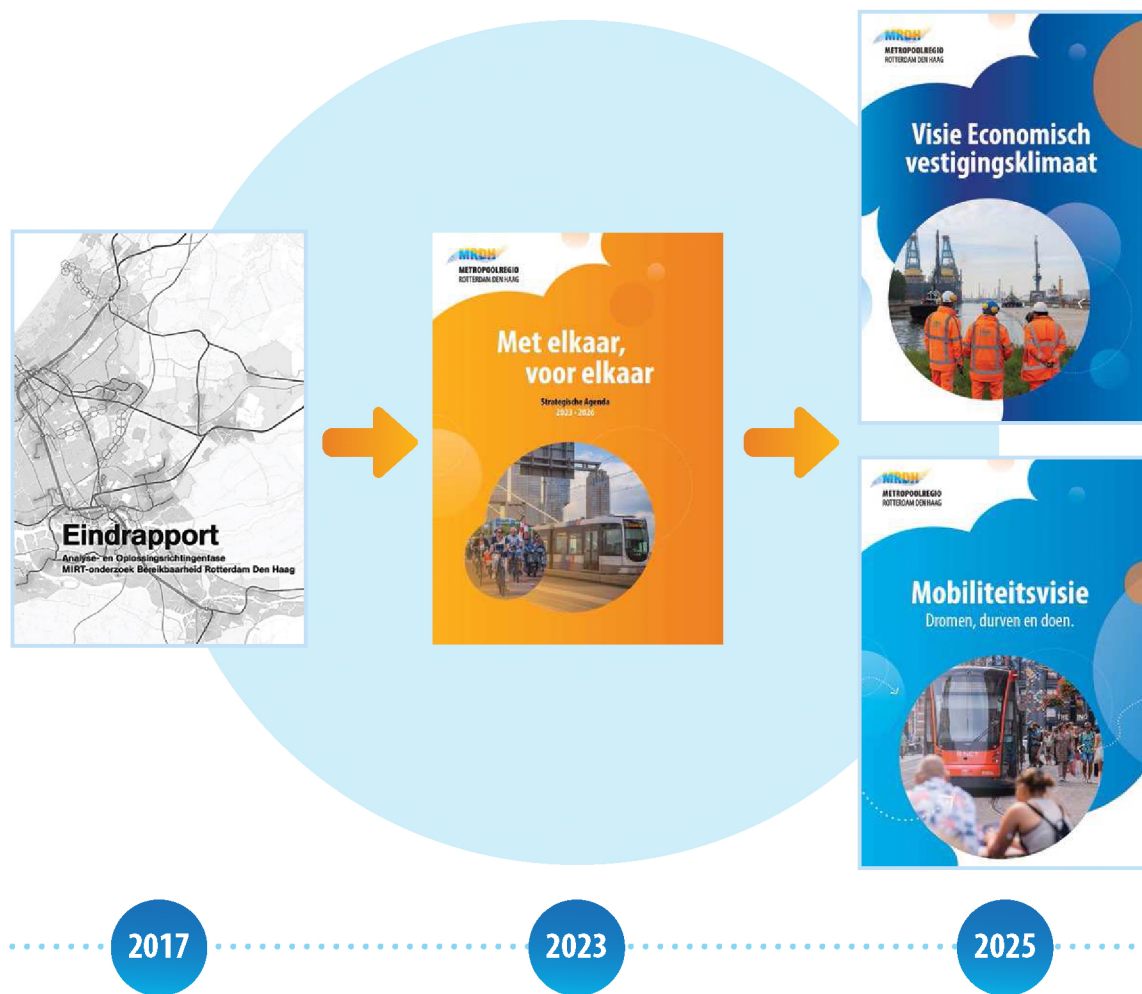 Eindrapport
Analyse- en Oplossingsrichtingenfase
MIRT-onderzoek Bereikbaarheid Rotterdam Den Haag
MRDH
METROPOOLREGIO
ROTTERDAM DEN HAAG
Met elkaar,
voor elkaar
Strategische Agenda
2023 - 2026
MRDH
METROPOOLREGIO
ROTTERDAM DEN HAAG
Visie Economisch
vestigingsklimaat
MRDH
METROPOOLREGIO
ROTTERDAM DEN HAAG
Mobiliteitsvisie
Dromen, durven en doen.
2017
2023
2025